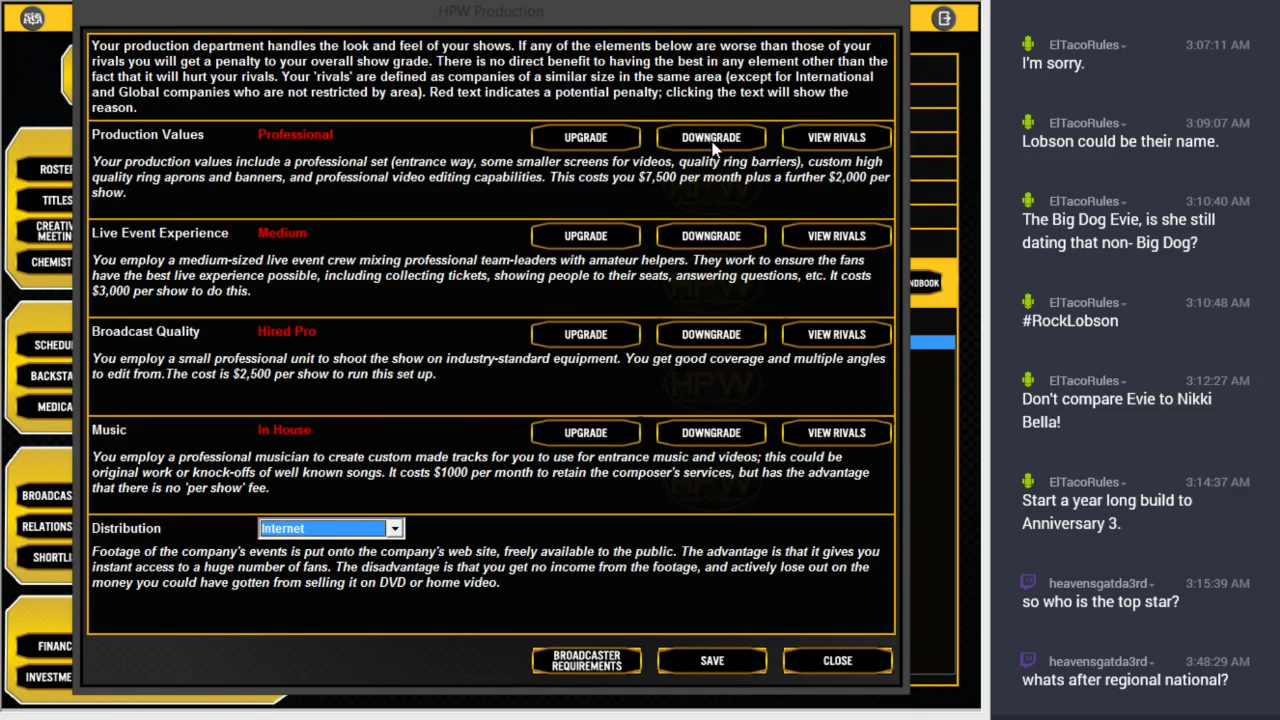 HPW Production
Your production department handles the look and feel of your shows. If any of the elements below are worse than those of your
rivals you will get a penalty to your overall show grade. There is no direct benefit to having the best in any element other than the
fact that it will hurt your rivals. Your 'rivals' are defined as companies of a similar size in the same area (except for International
and Global companies who are not restricted by area). Red text indicates a potential penalty; clicking the text will show the
reason.
Production Values Professional UPGRADE DOWNGRADE VIEW RIVALS
Your production values include a professional set (entrance way, some smaller screens for videos, quality ring barriers), custom high
quality ring aprons and banners, and professional video editing capabilities. This costs you $7,500 per month plus a further $2,000 per
show.
Live Event Experience Medium UPGRADE DOWNGRADE VIEW RIVALS
You employ a medium-sized live event crew mixing professional team-leaders with amateur helpers. They work to ensure the fans
have the best live experience possible, including collecting tickets, showing people to their seats, answering questions, etc. It costs
$3,000 per show to do this.
Broadcast Quality Hired Pro UPGRADE DOWNGRADE VIEW RIVALS
You employ a small professional unit to shoot the show on industry-standard equipment. You get good coverage and multiple angles
to edit from.The cost is $2,500 per show to run this set up.
Music In House UPGRADE DOWNGRADE VIEW RIVALS
You employ a professional musician to create custom made tracks for you to use for entrance music and videos; this could be
original work or knock-offs of well known songs. It costs $1000 per month to retain the composer's services, but has the advantage
that there is no 'per show' fee.
Distribution Internet
Footage of the company's events is put onto the company's web site, freely available to the public. The advantage is that it gives you
instant access to a huge number of fans. The disadvantage is that you get no income from the footage, and actively lose out on the
money you could have gotten from selling it on DVD or home video.
BROADCASTER
REQUIREMENTS
SAVE
CLOSE
ROSTER
TITLES
CREATIV
MEETIN
CHEMIST
SCHEDU
BACKSTA
MEDICA
BROADCAS
RELATIONS
SHORTLI
FINANC
INVESTME
NDBOOK
HPW
ElTacoRules 3:07:11 AM
I'm sorry.
ElTacoRules 3:09:07 AM
Lobson could be their name.
ElTacoRules 3:10:40 AM
The Big Dog Evie, is she still
dating that non- Big Dog?
ElTacoRules 3:10:48 AM
#RockLobson
ElTacoRules 3:12:27 AM
Don't compare Evie to Nikki
Bella!
ElTacoRules 3:14:37 AM
Start a year long build to
Anniversary 3.
heavensgatda3rd 3:15:39 AM
so who is the top star?
heavensgatda3rd 3:48:29 AM
whats after regional national?